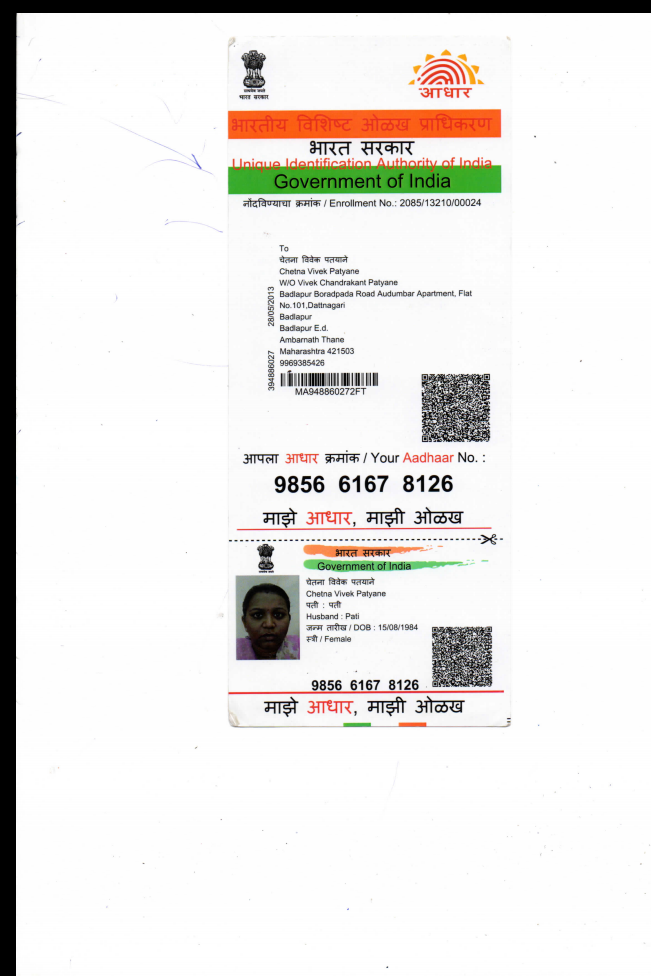 सत्यमेव जयते
भारत सरकार
आधार
भारतीय विशिष्ट ओळख प्राधिकरण
भारत सरकार
Unique Identification Authority of India
Government of India
नोंदविण्याचा क्रमांक / Enrollment No.: 2085/13210/00024
To
चेतना विवेक पतयाने
Chetna Vivek Patyane
W/O Vivek Chandrakant Patyane
Badlapur Boradpada Road Audumbar Apartment, Flat
No.101,Dattnagari
Badlapur
Badlapur E.d.
Ambarnath Thane
Maharashtra 421503
9969385426
28/05/2013
394886027
MA948860272FT
आपला आधार क्रमांक / Your Aadhaar No. :
9856 6167 8126
माझे आधार, माझी ओळख
भारत सरकार
Government of India
चेतना विवेक पतयाने
Chetna Vivek Patyane
पती : पती
Husband : Pati
जन्म तारीख / DOB : 15/08/1984
स्त्री / Female
9856 6167 8126
माझे आधार, माझी ओळख